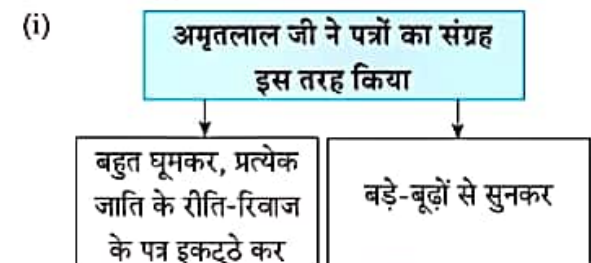 (i)
अमृतलाल जी ने पत्रों का संग्रह
इस तरह किया
बहुत घूमकर, प्रत्येक
जाति के रीति-रिवाज
के पत्र इकट्ठे कर
बड़े-बूढ़ों से सुनकर